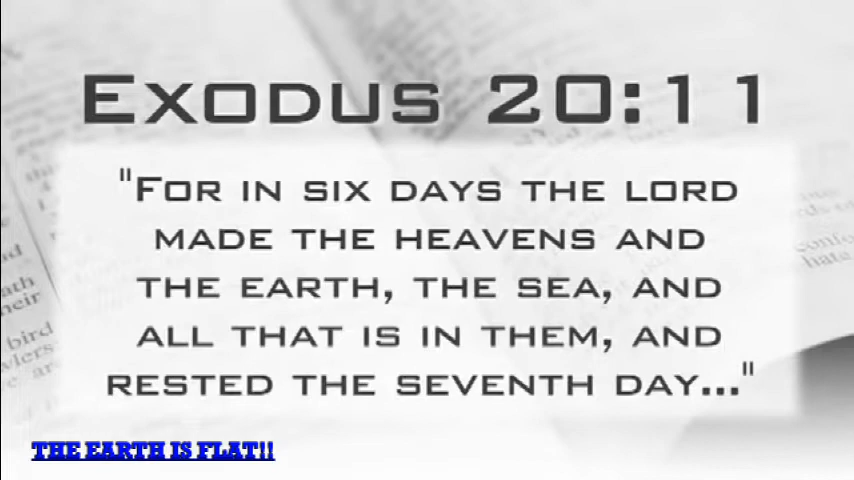 Exodus 20:11
"For in six days the Lord
made the heavens and
the earth, the sea, and
all that is in them, and
rested the seventh day..."
THE EARTH IS FLAT!!